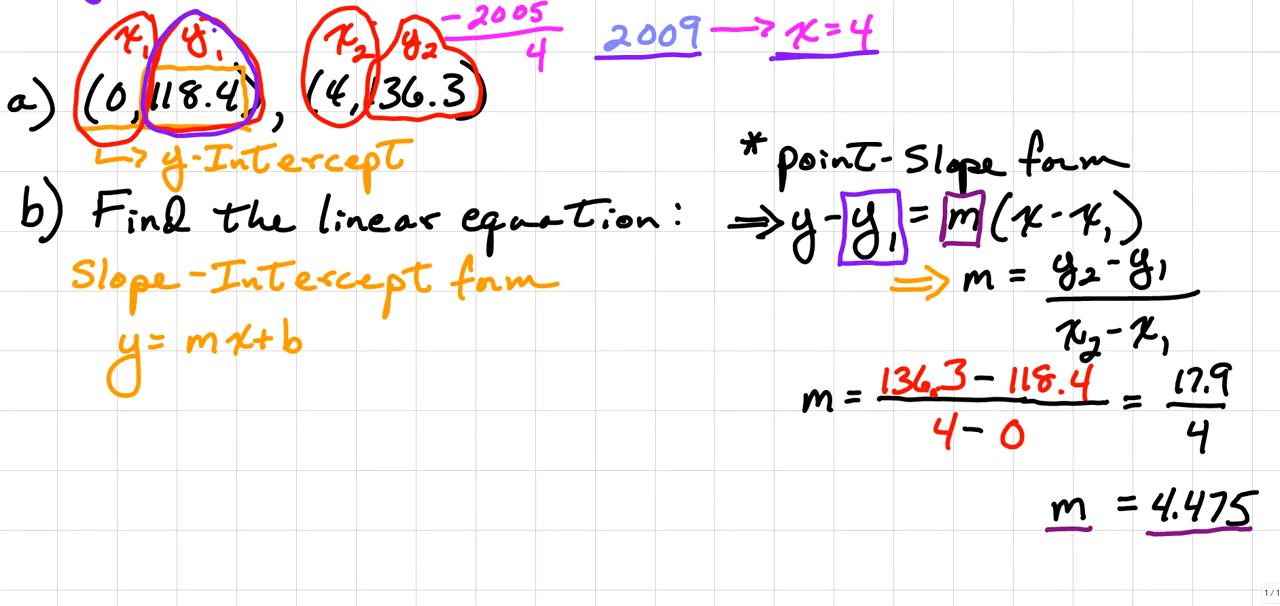 -2005
4
2009 → x=4
x₁ y₁ x₂ y₂
a) (0, 118.4), (4, 136.3)
↳ y-Intercept
b) Find the linear equation:
Slope-Intercept form
y = mx+b
* point-slope form
⇒ y - y₁ = m (x - x₁)
⇒ m = y₂ - y₁
x₂ - x₁
m = 136.3 - 118.4 = 17.9
4 - 0 4
m = 4.475
1/1